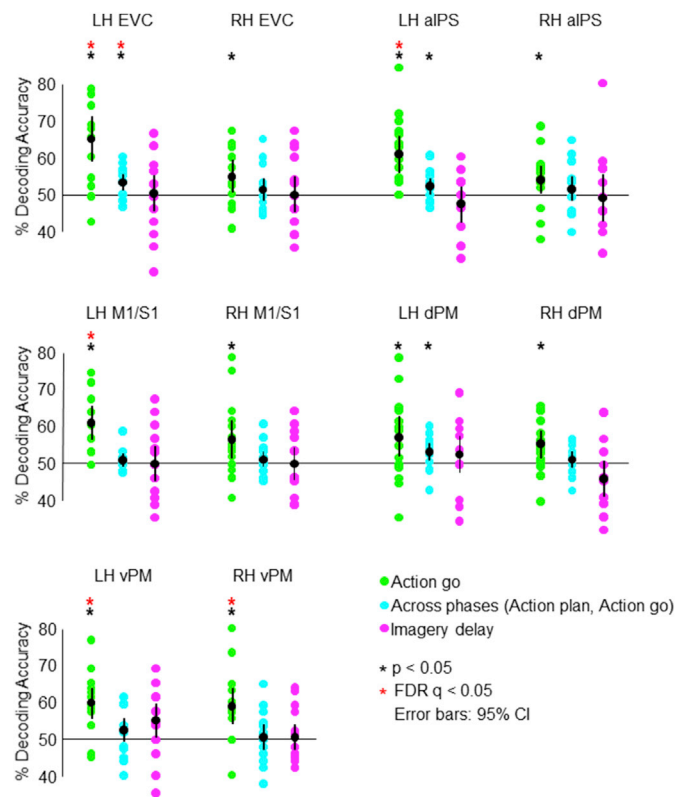 LH EVC RH EVC LH aIPS RH aIPS
* * *
* * * * * *
% Decoding Accuracy
80
70
60
50
40
LH M1/S1 RH M1/S1 LH dPM RH dPM
*
* * * * *
% Decoding Accuracy
80
70
60
50
40
LH vPM RH vPM
* *
* *
% Decoding Accuracy
80
70
60
50
40
Action go
Across phases (Action plan, Action go)
Imagery delay
* p < 0.05
* FDR q < 0.05
Error bars: 95% CI